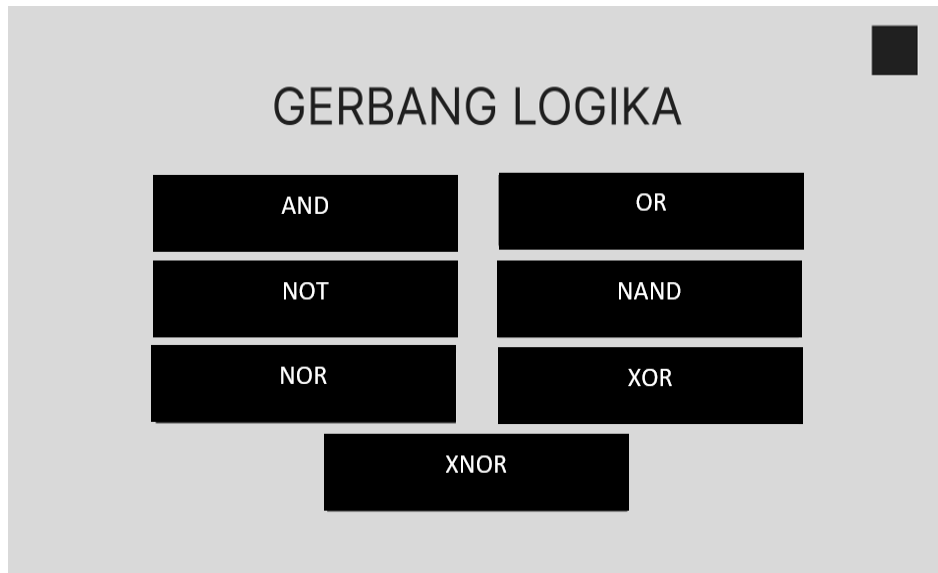 GERBANG LOGIKA
AND
OR
NOT
NAND
NOR
XOR
XNOR